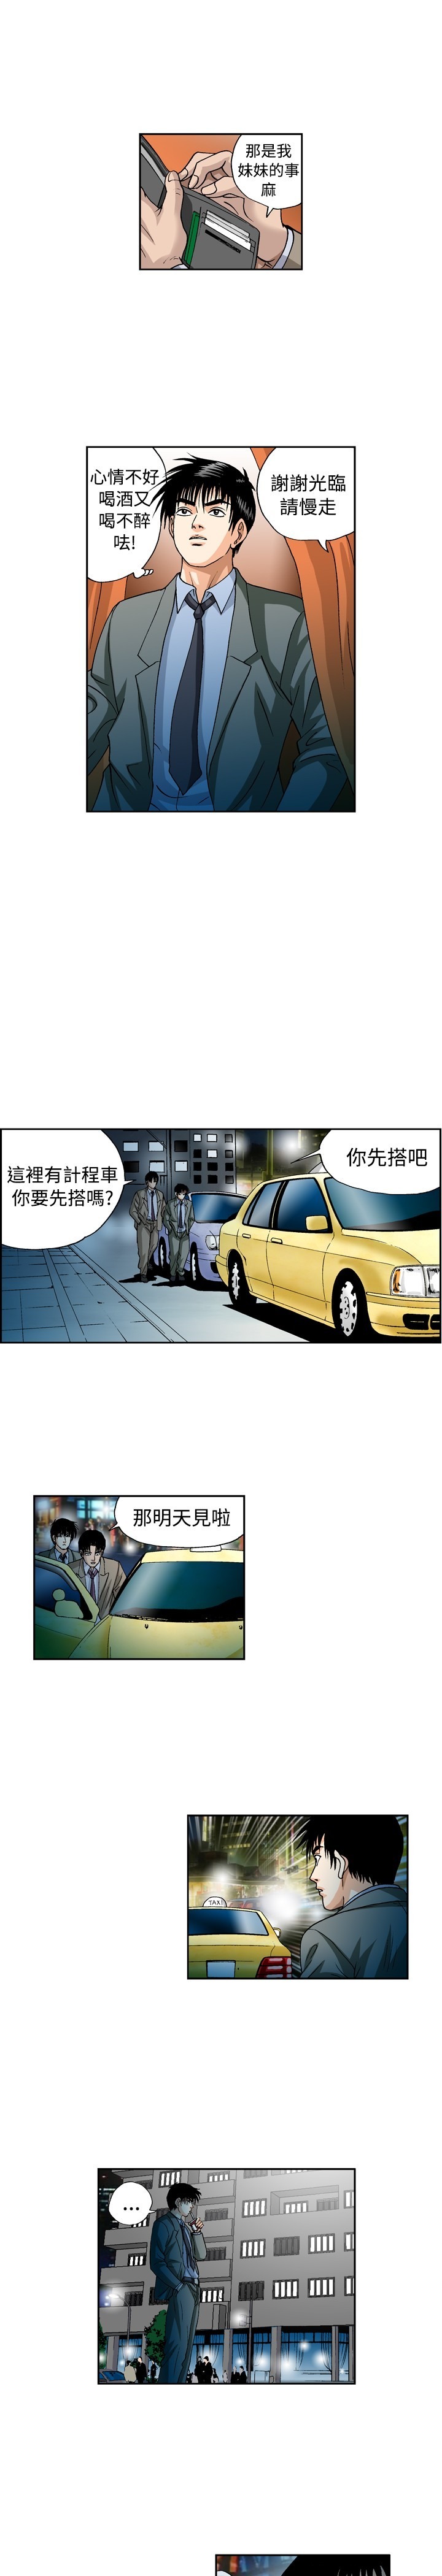 那是我
妹妹的事
麻
心情不好
喝酒又
喝不醉
呿!
謝謝光臨
請慢走
這裡有計程車
你要先搭嗎?
你先搭吧
那明天見啦
TAXI
...